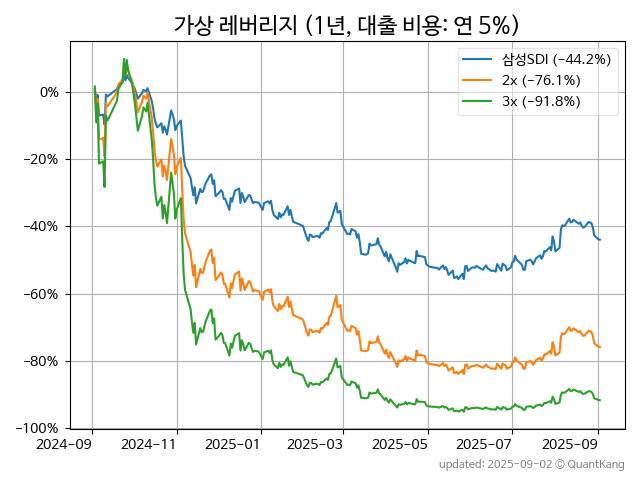 가상 레버리지 (1년, 대출 비용: 연 5%)
삼성SDI (−44.2%)
2x (−76.1%)
3x (−91.8%)
0%
−20%
−40%
−60%
−80%
−100%
2024-09 2024-11 2025-01 2025-03 2025-05 2025-07 2025-09
updated: 2025-09-02 © QuantKang